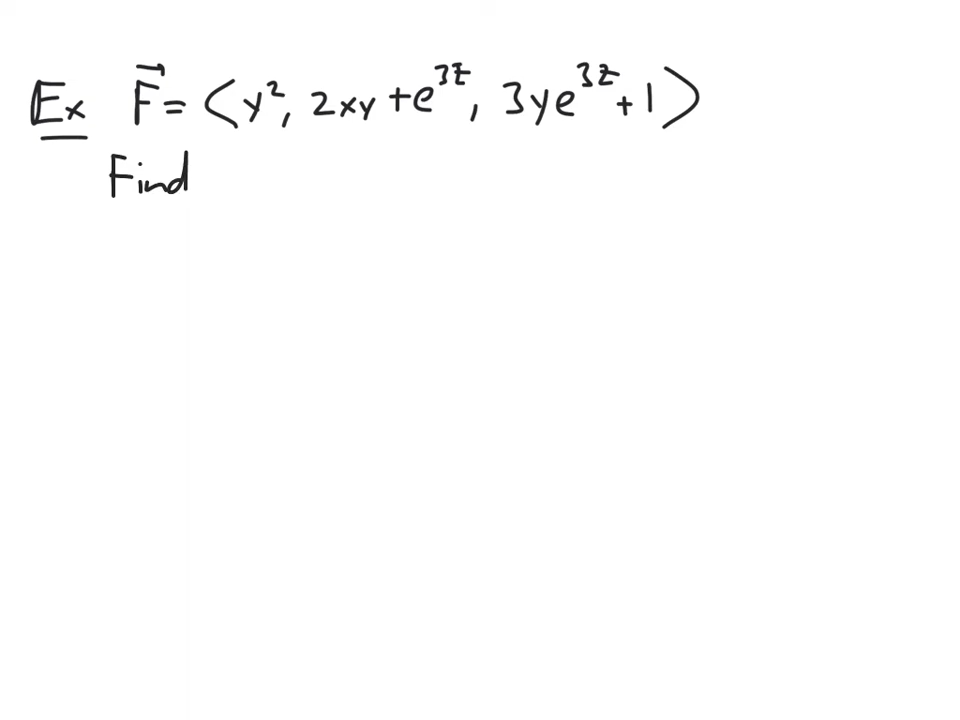 Ex F⃗ = ⟨y², 2xy + e³ᶻ, 3ye³ᶻ + 1⟩
Find